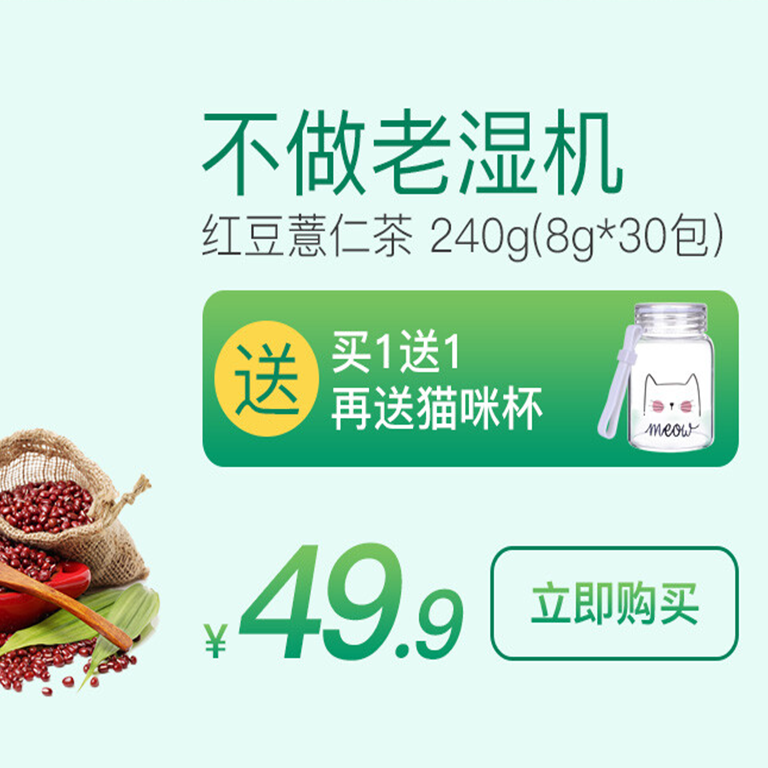 不做老湿机
红豆薏仁茶 240g(8g*30包)
送
买1送1
再送猫咪杯
meow
¥49.9
立即购买